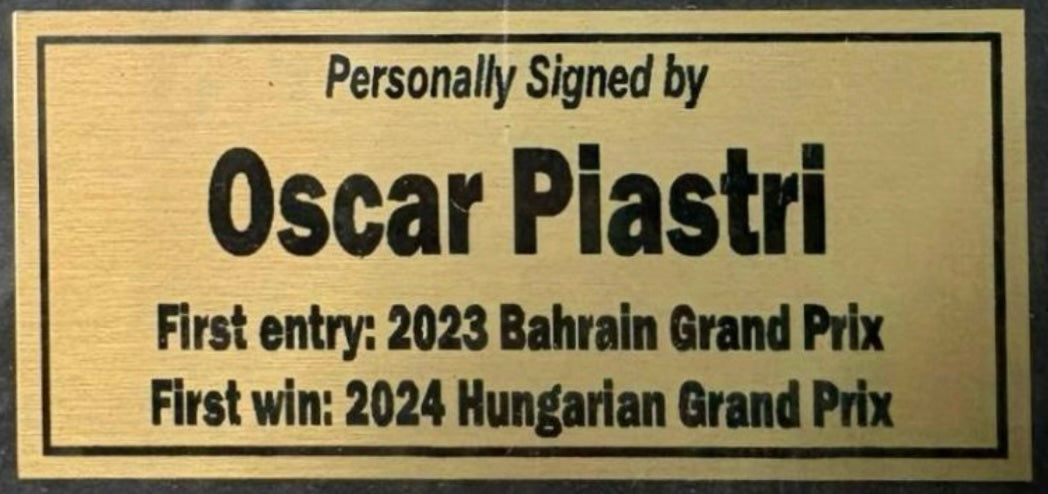 Personally Signed by
Oscar Piastri
First entry: 2023 Bahrain Grand Prix
First win: 2024 Hungarian Grand Prix